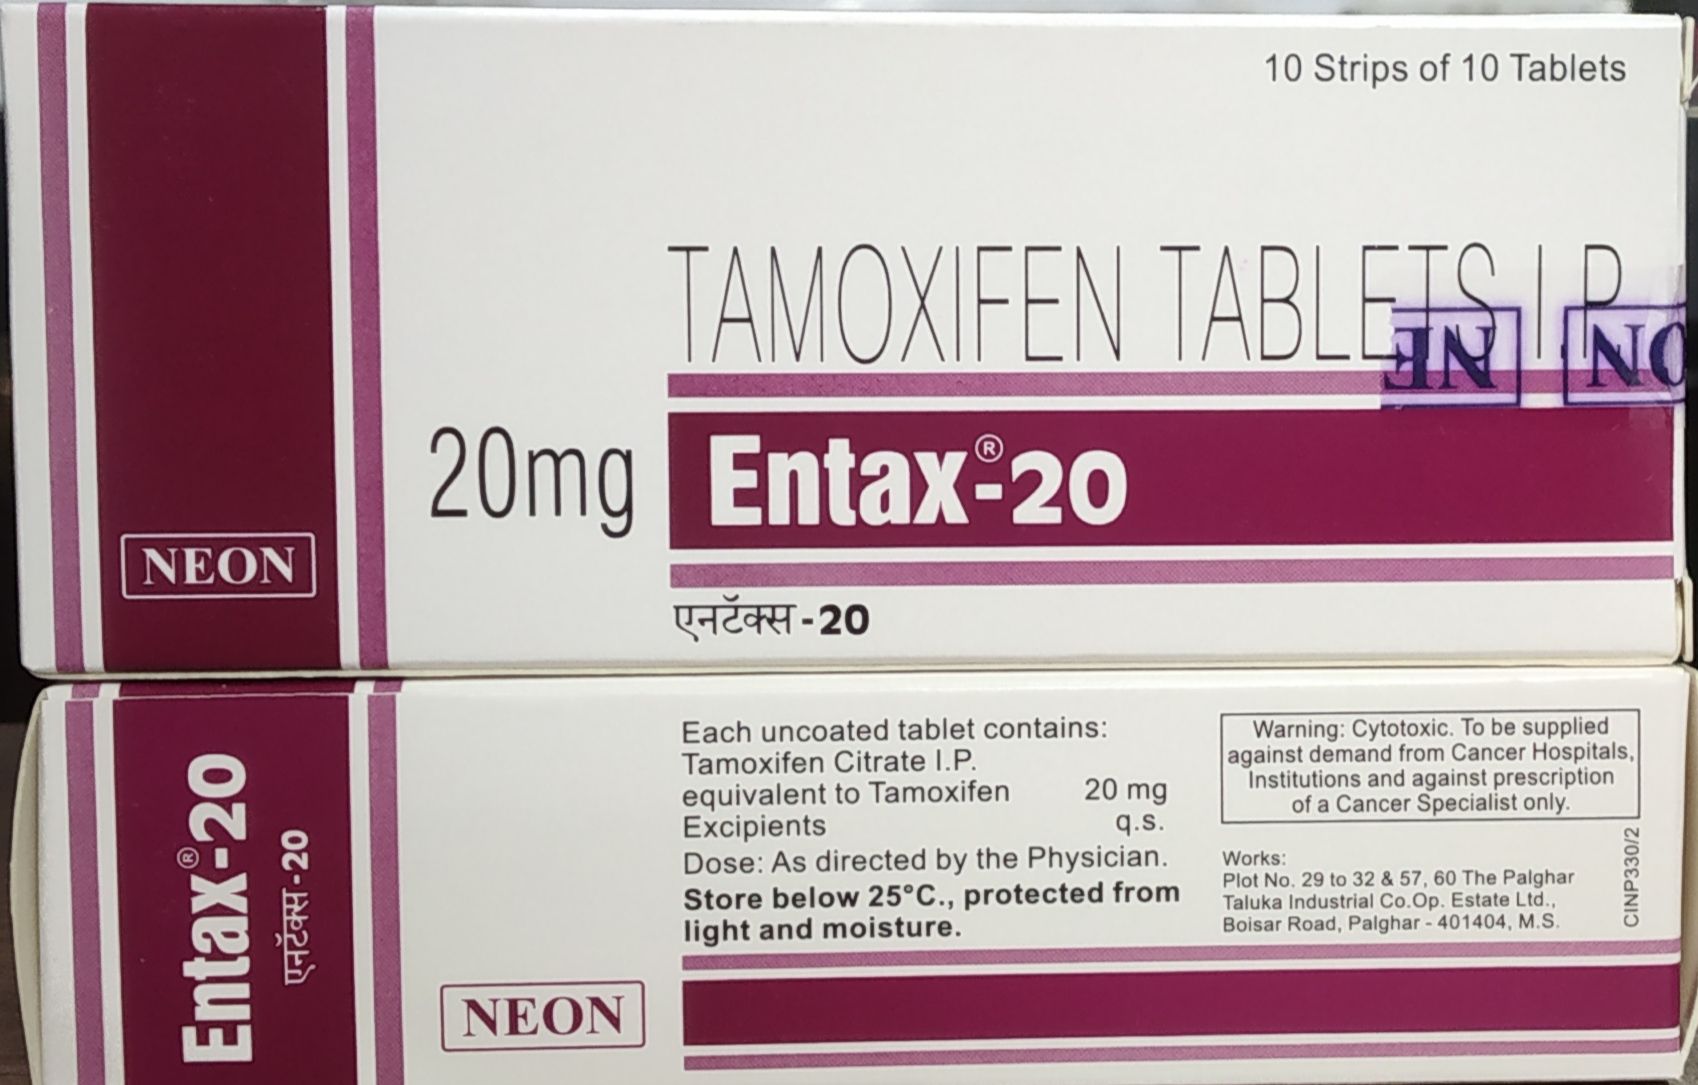 10 Strips of 10 Tablets
TAMOXIFEN TABLETS I.P.
NE
NO
20mg
Entax®-20
NEON
एनटॅक्स-20
Entax®-20
एनटॅक्स-20
NEON
Each uncoated tablet contains:
Tamoxifen Citrate I.P.
equivalent to Tamoxifen 20 mg
Excipients q.s.
Dose: As directed by the Physician.
Store below 25°C., protected from
light and moisture.
Warning: Cytotoxic. To be supplied
against demand from Cancer Hospitals,
Institutions and against prescription
of a Cancer Specialist only.
Works:
Plot No. 29 to 32 & 57, 60 The Palghar
Taluka Industrial Co.Op. Estate Ltd.,
Boisar Road, Palghar - 401404, M.S.
CINP330/2